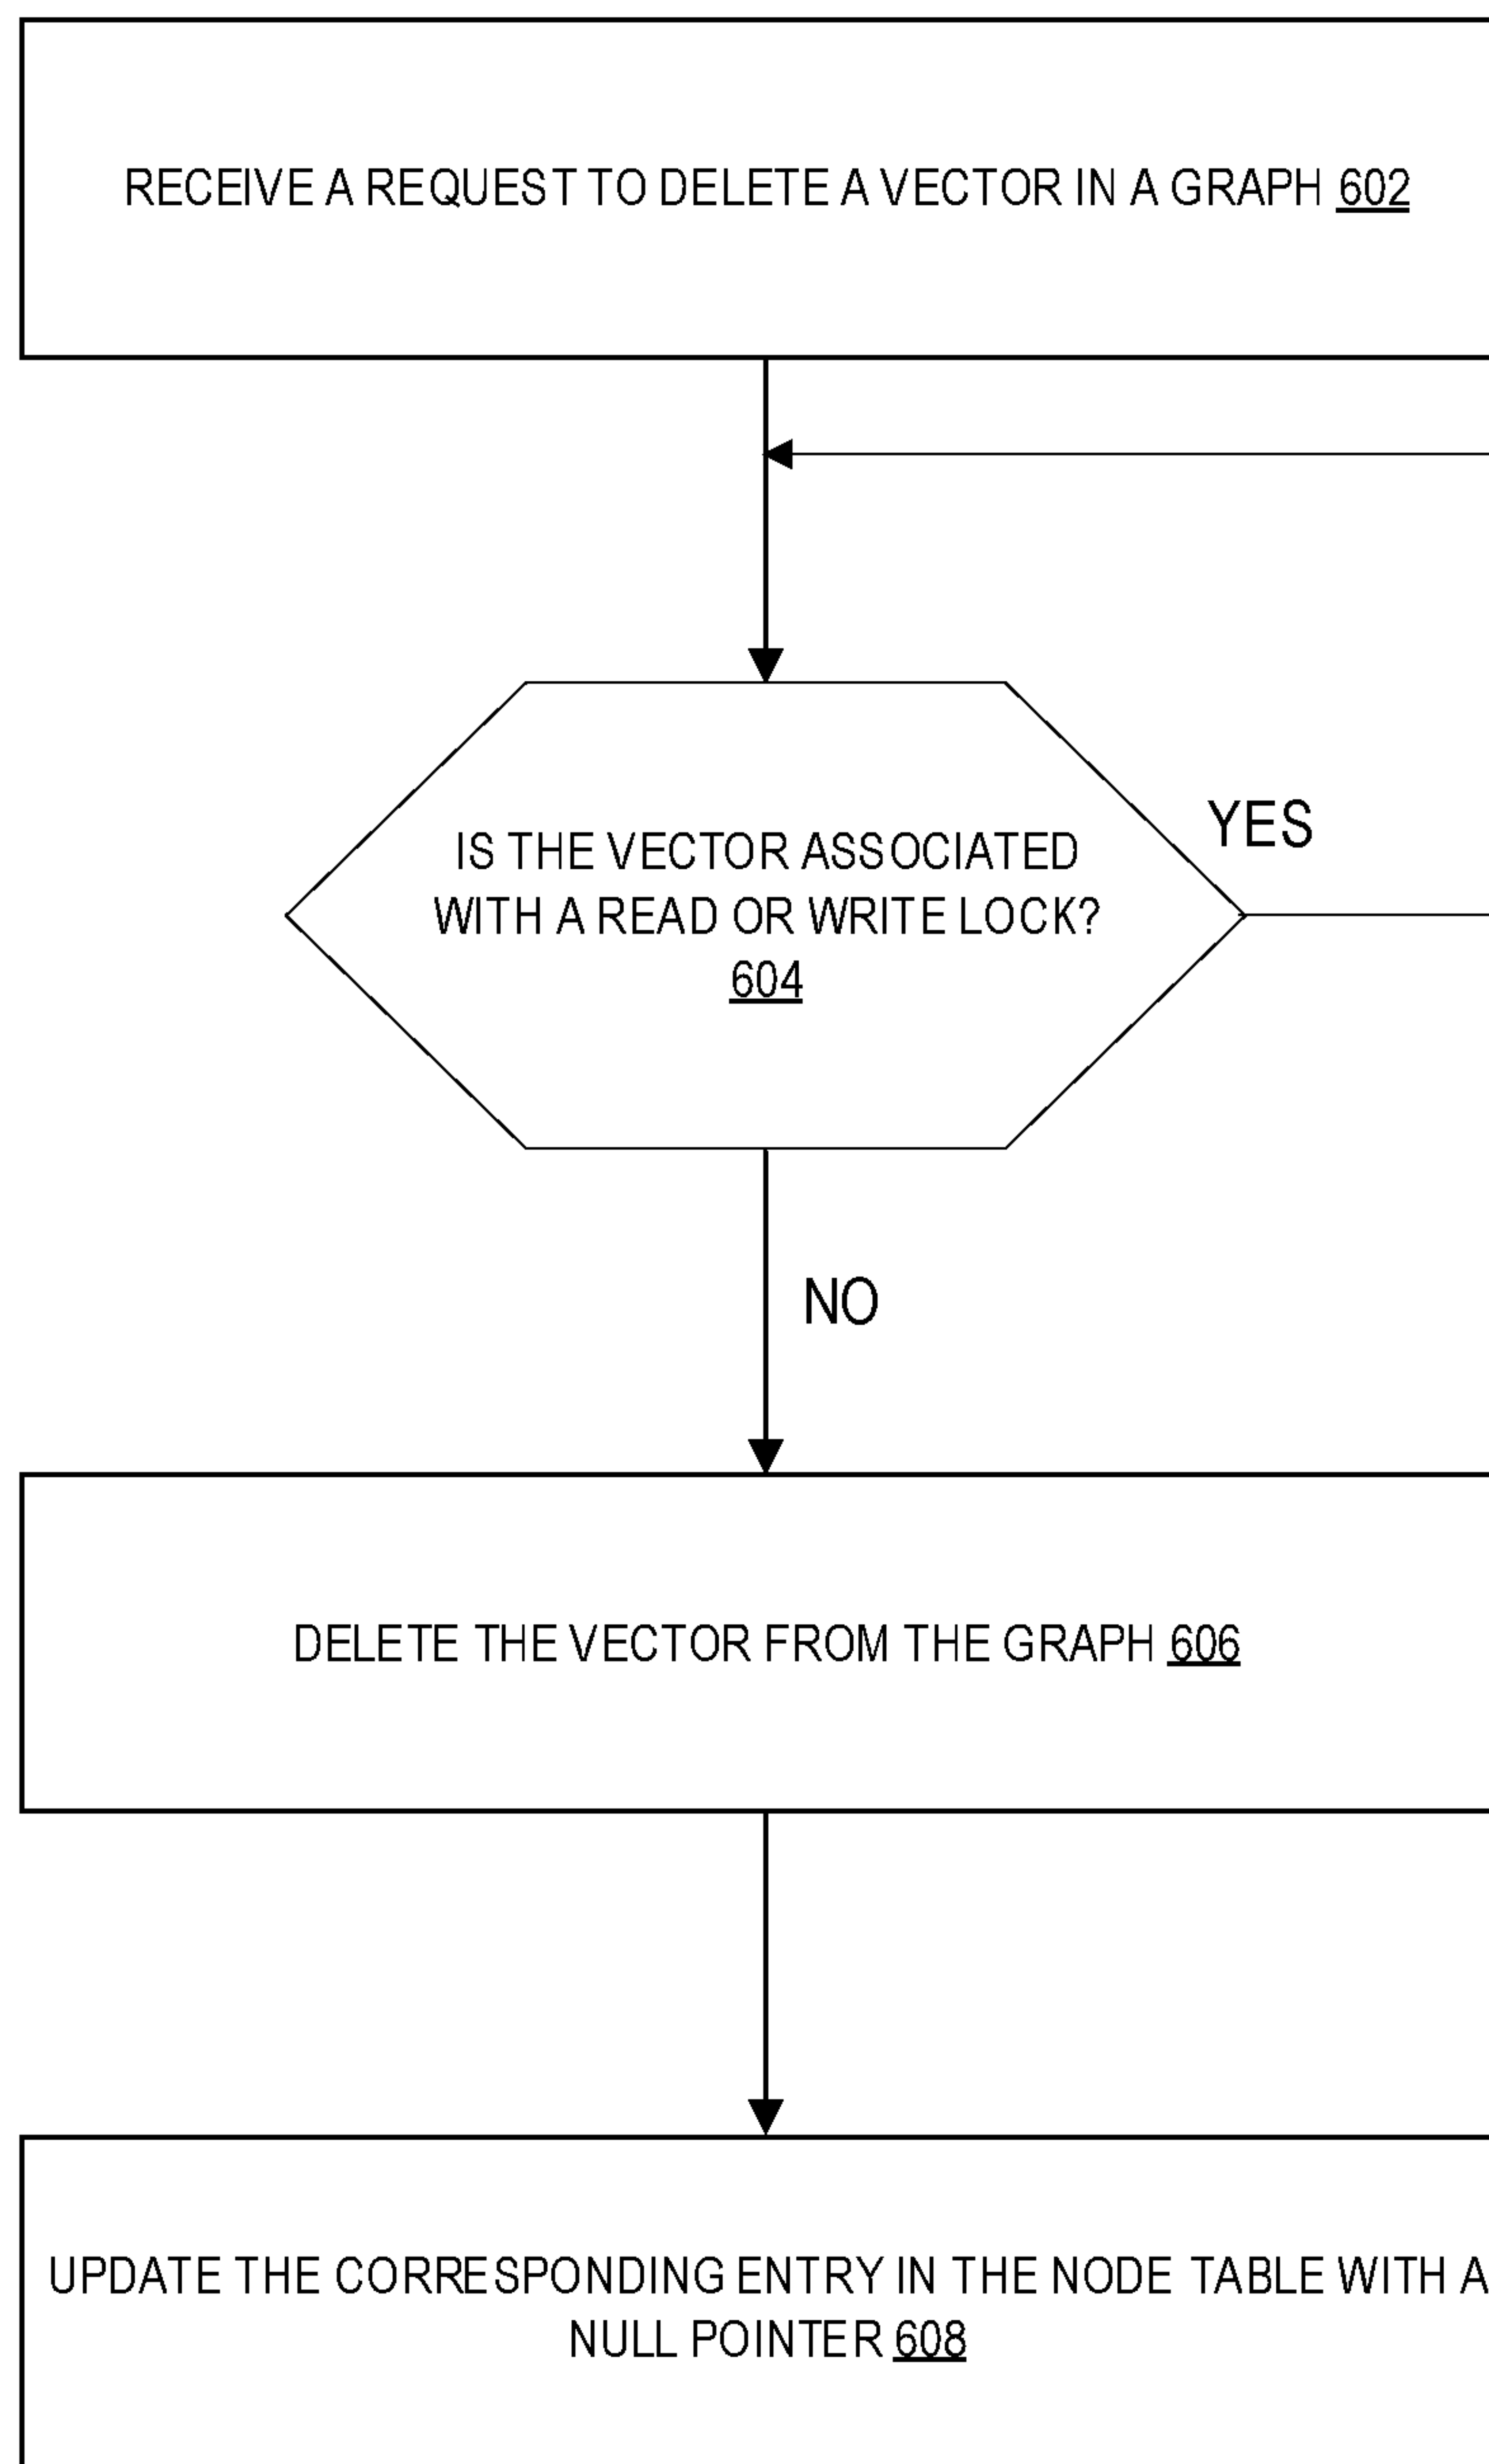 RECEIVE A REQUEST TO DELETE A VECTOR IN A GRAPH 602
IS THE VECTOR ASSOCIATED
WITH A READ OR WRITE LOCK?
604
YES
NO
DELETE THE VECTOR FROM THE GRAPH 606
UPDATE THE CORRESPONDING ENTRY IN THE NODE TABLE WITH A
NULL POINTER 608